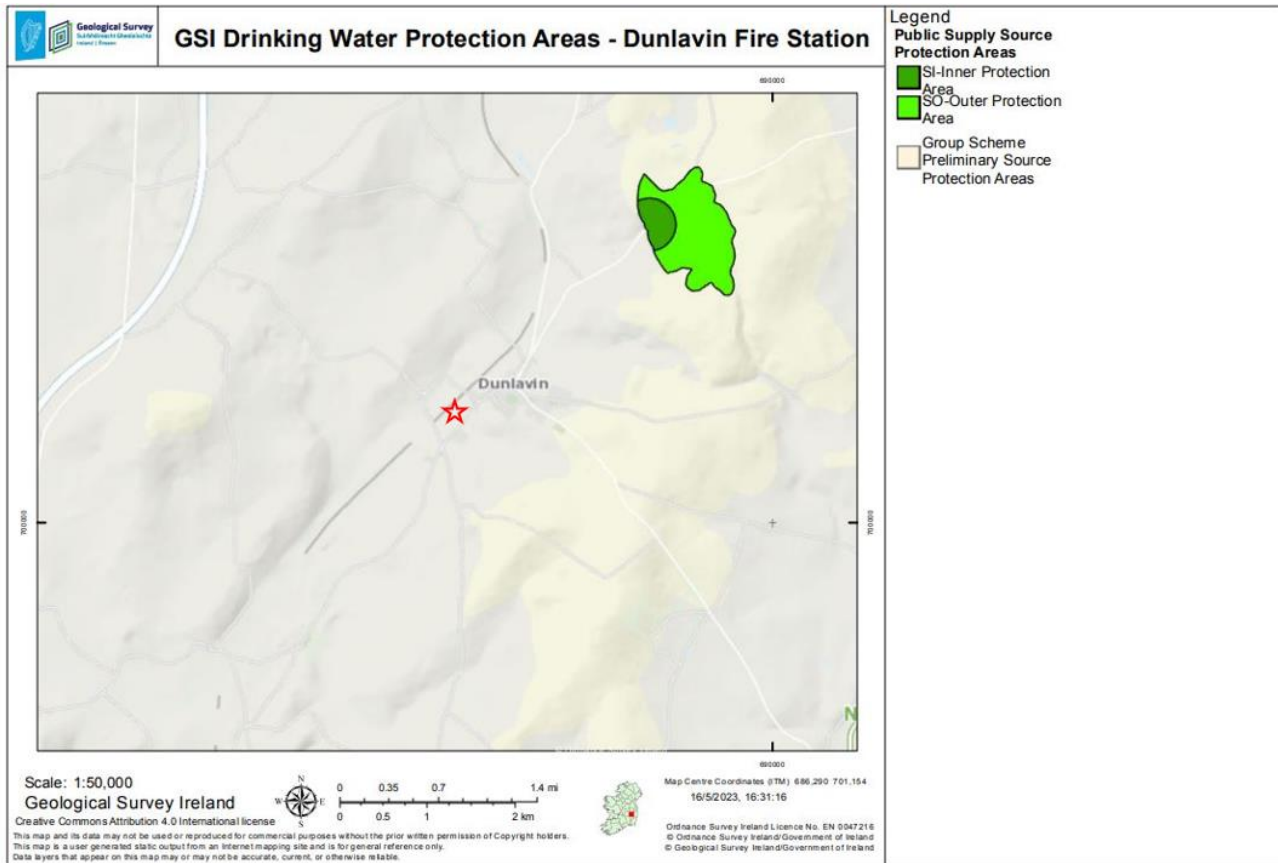 Geological Survey
Suirbhéireacht Gheolaíochta
Ireland | Éireann
GSI Drinking Water Protection Areas - Dunlavin Fire Station
Legend
Public Supply Source
Protection Areas
SI-Inner Protection
Area
SO-Outer Protection
Area
Group Scheme
Preliminary Source
Protection Areas
690000
Dunlavin
700000
700000
N
690000
Scale: 1:50,000
Geological Survey Ireland
Creative Commons Attribution 4.0 International license
This map and its data may not be used or reproduced for commercial purposes without the prior written permission of Copyright holders.
This map is a user generated static output from an Internet mapping site and is for general reference only.
Data layers that appear on this map may or may not be accurate, current, or otherwise reliable.
N
W E
S
0 0.35 0.7 1.4 mi
0 0.5 1 2 km
Map Centre Coordinates (ITM) 686,290 701,154
16/5/2023, 16:31:16
Ordnance Survey Ireland Licence No. EN 0047216
© Ordnance Survey Ireland/Government of Ireland
© Geological Survey Ireland/Government of Ireland